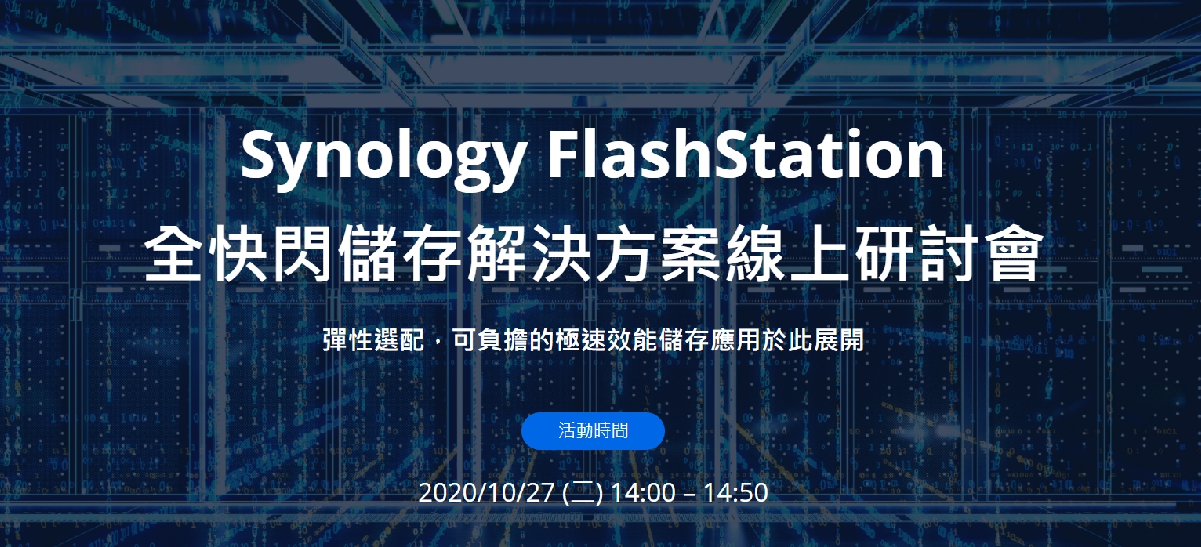 Synology FlashStation
全快閃儲存解決方案線上研討會
彈性選配，可負擔的極速效能儲存應用於此展開
活動時間
2020/10/27 (二) 14:00 – 14:50